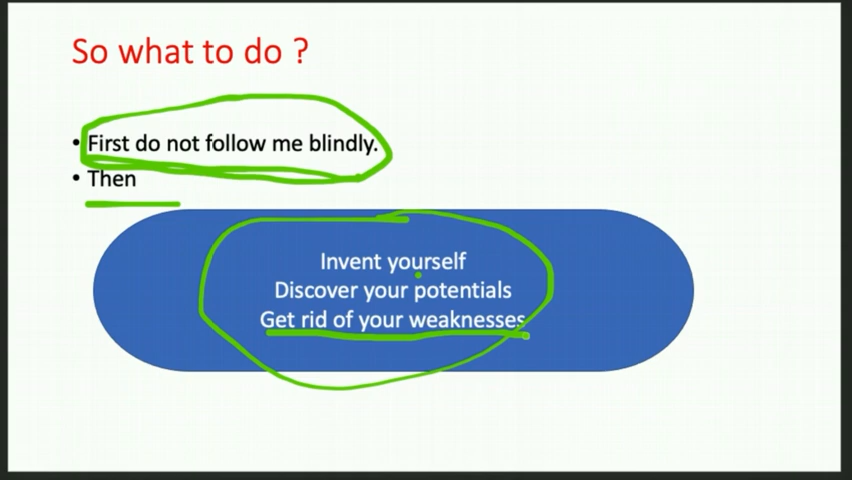 So what to do ?
• First do not follow me blindly.
• Then
Invent yourself
Discover your potentials
Get rid of your weaknesses